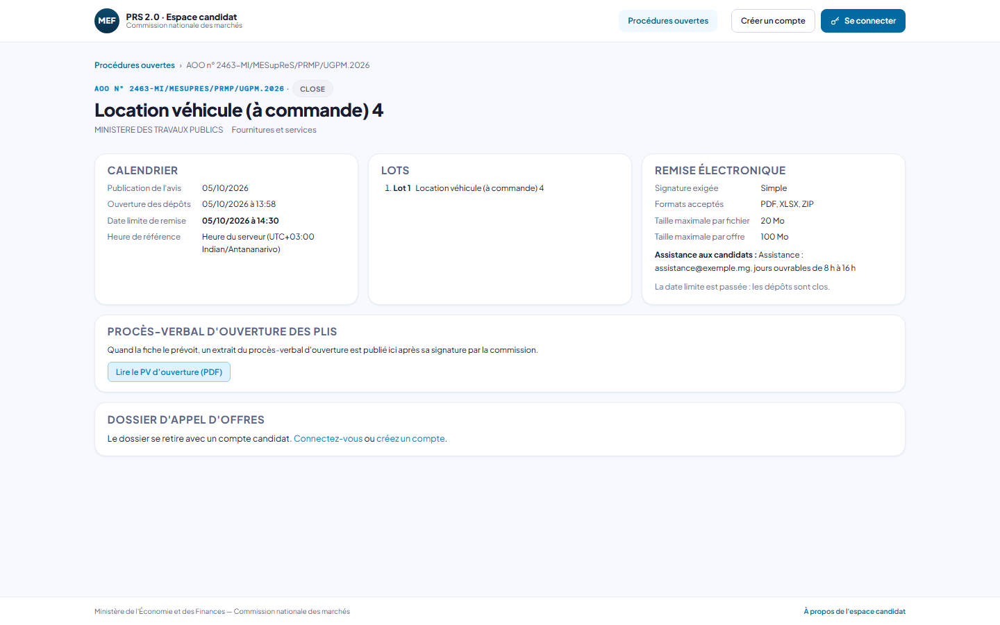 MEF
PRS 2.0 · Espace candidat
Commission nationale des marchés
Procédures ouvertes
Créer un compte
Se connecter
Procédures ouvertes › AOO n° 2463-MI/MESupReS/PRMP/UGPM.2026
AOO N° 2463-MI/MESUPRES/PRMP/UGPM.2026 · CLOSE
Location véhicule (à commande) 4
MINISTERE DES TRAVAUX PUBLICS Fournitures et services
CALENDRIER
Publication de l'avis 05/10/2026
Ouverture des dépôts 05/10/2026 à 13:58
Date limite de remise 05/10/2026 à 14:30
Heure de référence Heure du serveur (UTC+03:00
Indian/Antananarivo)
LOTS
1. Lot 1 Location véhicule (à commande) 4
REMISE ÉLECTRONIQUE
Signature exigée Simple
Formats acceptés PDF, XLSX, ZIP
Taille maximale par fichier 20 Mo
Taille maximale par offre 100 Mo
Assistance aux candidats : Assistance :
assistance@exemple.mg, jours ouvrables de 8 h à 16 h
La date limite est passée : les dépôts sont clos.
PROCÈS-VERBAL D'OUVERTURE DES PLIS
Quand la fiche le prévoit, un extrait du procès-verbal d'ouverture est publié ici après sa signature par la commission.
Lire le PV d'ouverture (PDF)
DOSSIER D'APPEL D'OFFRES
Le dossier se retire avec un compte candidat. Connectez-vous ou créez un compte.
Ministère de l'Économie et des Finances — Commission nationale des marchés
À propos de l'espace candidat